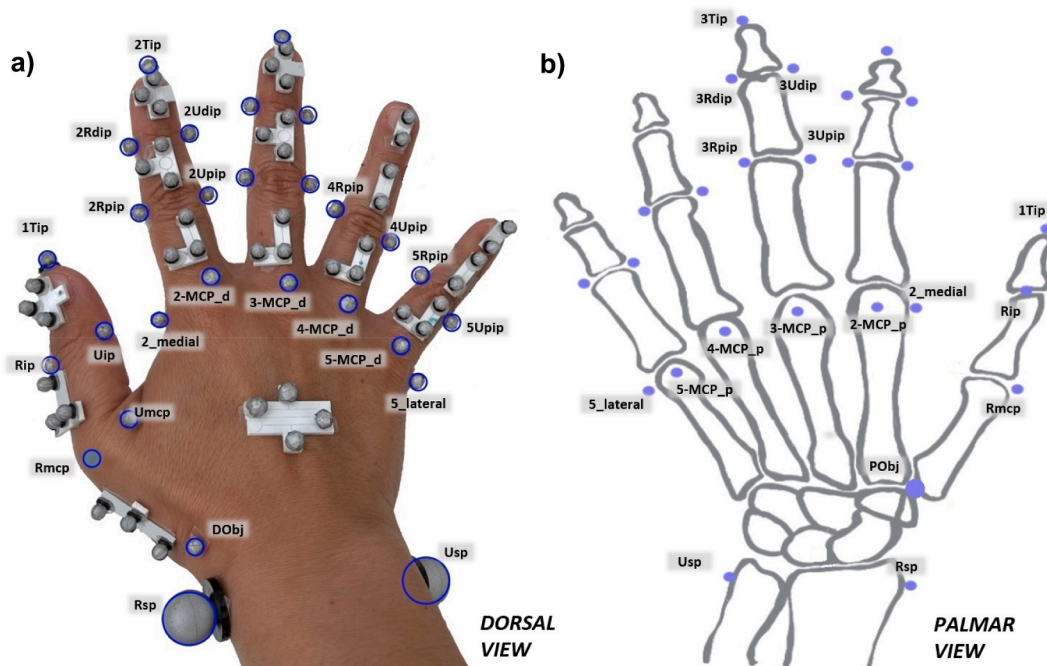 a)
2Tip
2Udip
2Rdip
2Upip
2Rpip
4Rpip
1Tip
4Upip
5Rpip
2-MCP_d
3-MCP_d
4-MCP_d
5Upip
2_medial
Uip
Rip
5-MCP_d
5_lateral
Umcp
Rmcp
DObj
Usp
Rsp
DORSAL
VIEW
b)
3Tip
3Udip
3Rdip
3Upip
3Rpip
1Tip
2_medial
Rip
3-MCP_p
2-MCP_p
4-MCP_p
5-MCP_p
5_lateral
Rmcp
PObj
Usp
Rsp
PALMAR
VIEW